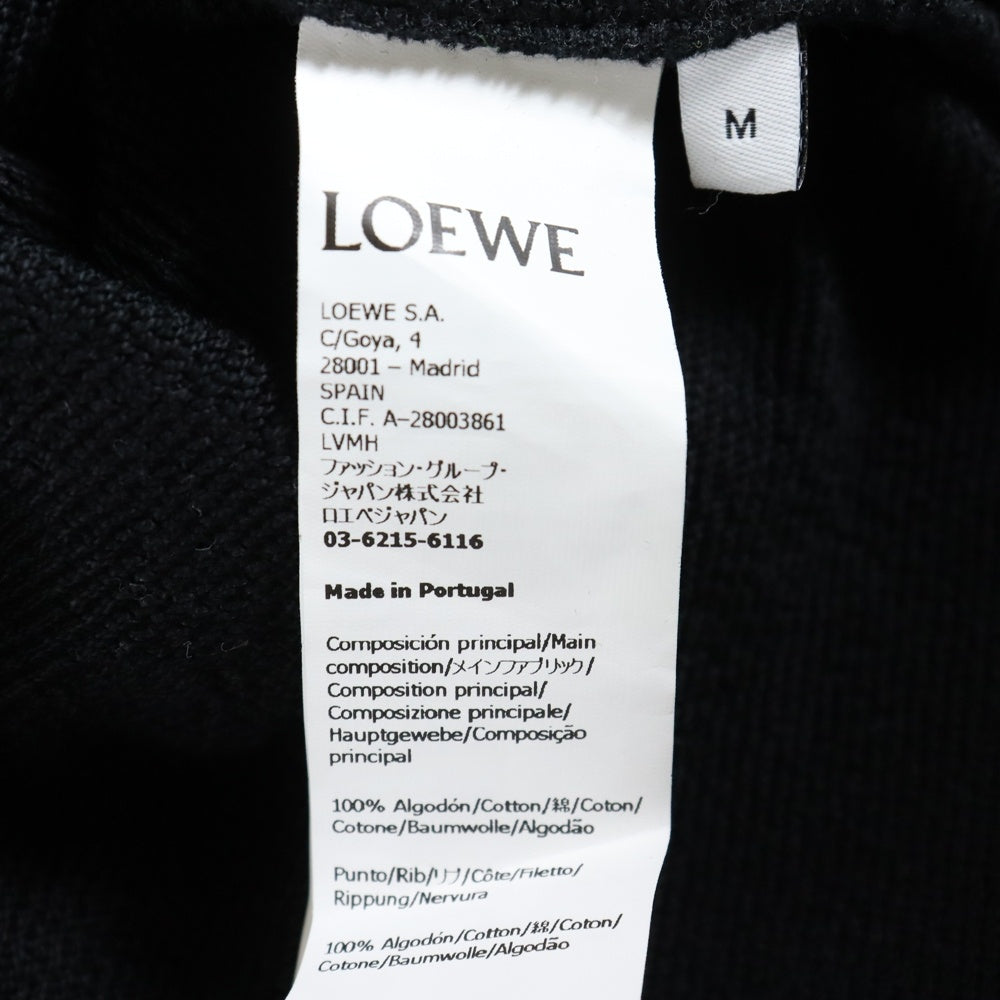 M
LOEWE
LOEWE S.A.
C/Goya, 4
28001 – Madrid
SPAIN
C.I.F. A-28003861
LVMH
ファッション・グループ・
ジャパン株式会社
ロエベジャパン
03-6215-6116
Made in Portugal
Composición principal/Main
composition/メインファブリック/
Composition principal/
Composizione principale/
Hauptgewebe/Composição
principal
100% Algodón/Cotton/綿/Coton/
Cotone/Baumwolle/Algodão
Punto/Rib/リブ/Côte/Filetto/
Rippung/Nervura
100% Algodón/Cotton/綿/Coton/
Cotone/Baumwolle/Algodão